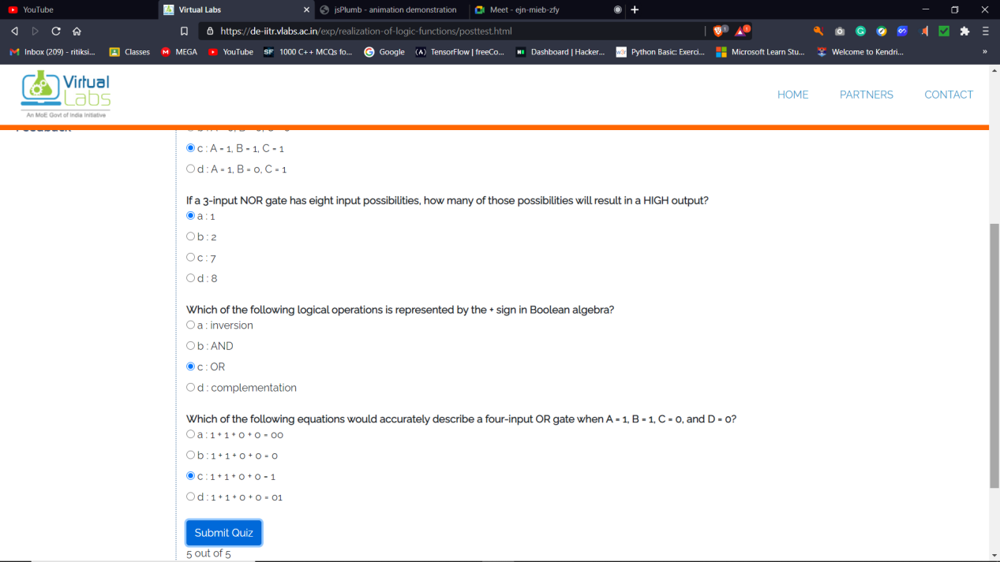 YouTube
Virtual Labs
jsPlumb - animation demonstration
Meet - ejn-mieb-zfy
https://de-iitr.vlabs.ac.in/exp/realization-of-logic-functions/posttest.html
Inbox (209) - ritiksi...
Classes
MEGA
YouTube
1000 C++ MCQs fo...
Google
TensorFlow | freeCo...
Dashboard | Hacker...
Python Basic: Exerci...
Microsoft Learn Stu...
Welcome to Kendri...
Virtual
Labs
An MoE Govt of India Initiative
HOME
PARTNERS
CONTACT
c : A = 1, B = 1, C = 1
d : A = 1, B = 0, C = 1
If a 3-input NOR gate has eight input possibilities, how many of those possibilities will result in a HIGH output?
a : 1
b : 2
c : 7
d : 8
Which of the following logical operations is represented by the + sign in Boolean algebra?
a : inversion
b : AND
c : OR
d : complementation
Which of the following equations would accurately describe a four-input OR gate when A = 1, B = 1, C = 0, and D = 0?
a : 1 + 1 + 0 + 0 = 00
b : 1 + 1 + 0 + 0 = 0
c : 1 + 1 + 0 + 0 = 1
d : 1 + 1 + 0 + 0 = 01
Submit Quiz
5 out of 5